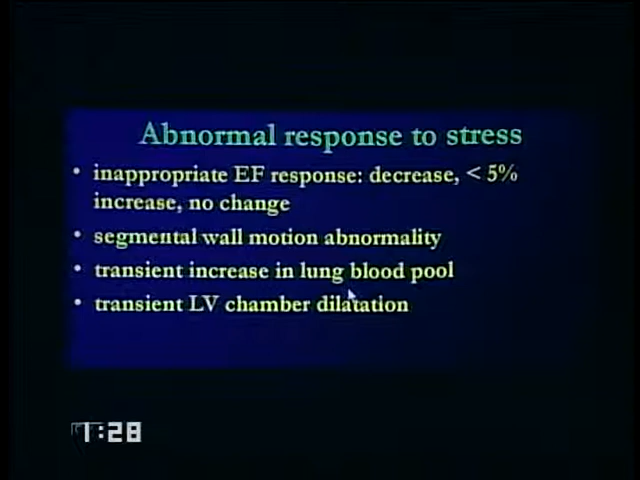 Abnormal response to stress
• inappropriate EF response: decrease, < 5%
increase, no change
• segmental wall motion abnormality
• transient increase in lung blood pool
• transient LV chamber dilatation
1:28